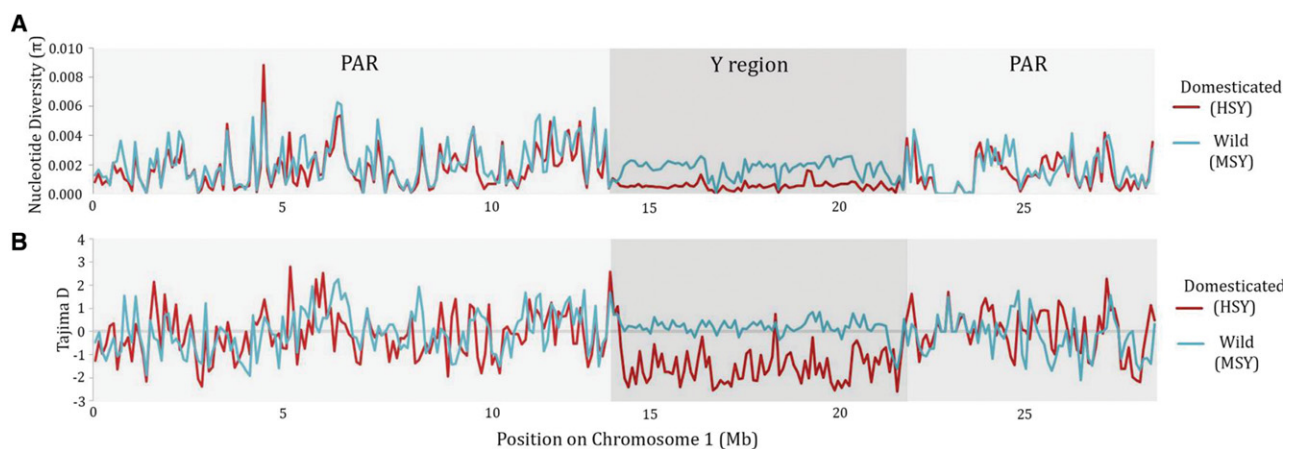 A
Nucleotide Diversity (π)
0.010
0.008
0.006
0.004
0.002
0.000
PAR
Y region
PAR
0
5
10
15
20
25
Domesticated
(HSY)
Wild
(MSY)
B
Tajima D
4
3
2
1
0
-1
-2
-3
0
5
10
15
20
25
Domesticated
(HSY)
Wild
(MSY)
Position on Chromosome 1 (Mb)